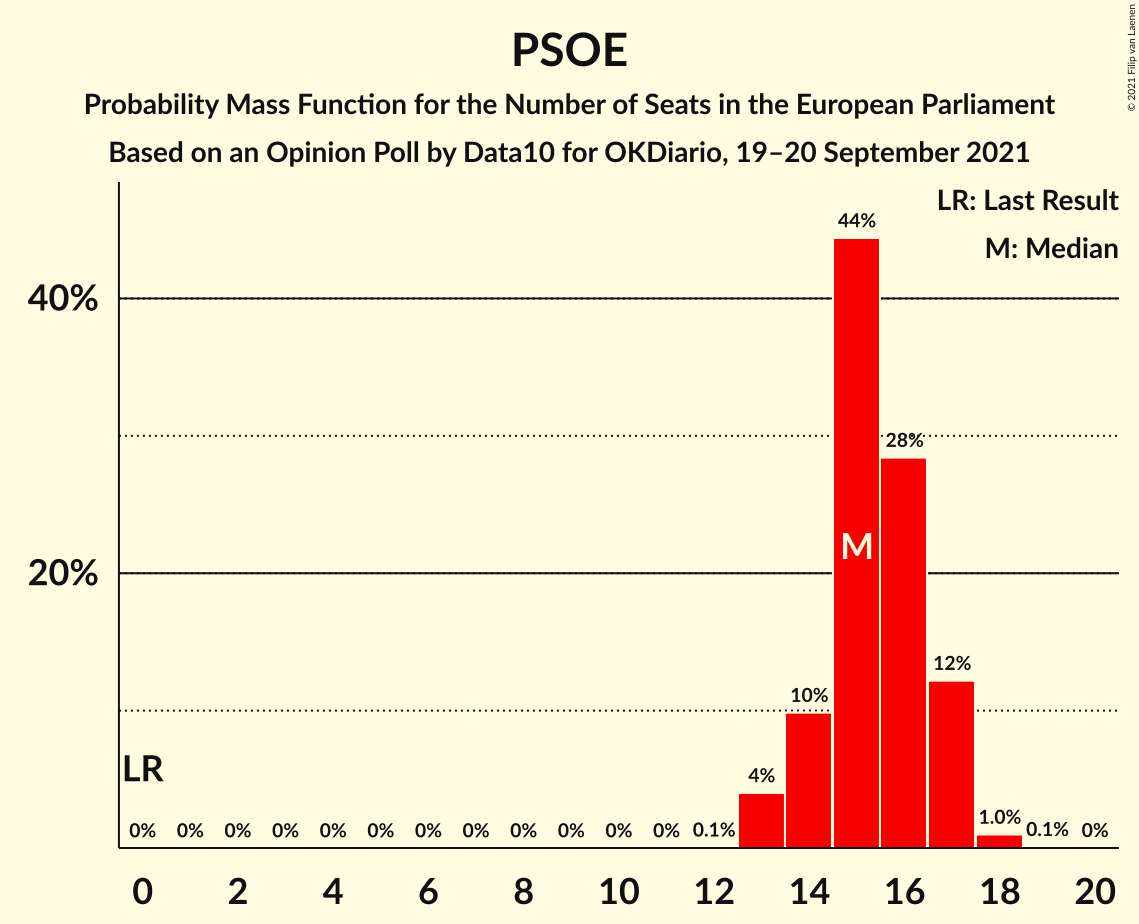 PSOE
Probability Mass Function for the Number of Seats in the European Parliament
Based on an Opinion Poll by Data10 for OKDiario, 19–20 September 2021
© 2021 Filip van Laenen
LR: Last Result
M: Median
44%
40%
28%
M
20%
12%
10%
LR
4%
0% 0% 0% 0% 0% 0% 0% 0% 0% 0% 0% 0% 0.1% 1.0% 0.1% 0%
0 2 4 6 8 10 12 14 16 18 20